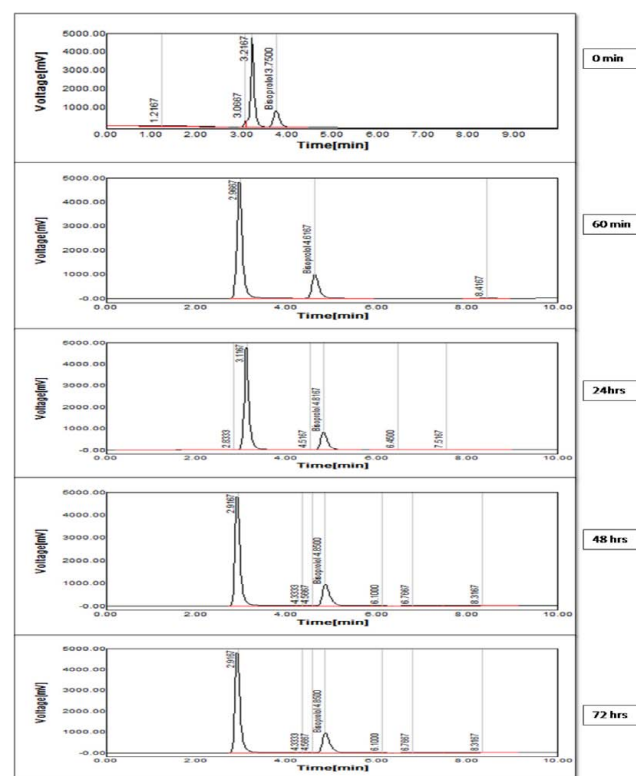 5000.00
4000.00
3000.00
2000.00
1000.00
Voltage[mV]
1.2167
3.0667
3.2167
Bisoprolol 3.7500
0.00 1.00 2.00 3.00 4.00 5.00 6.00 7.00 8.00 9.00
Time[min]
0 min
5000.00
4000.00
3000.00
2000.00
1000.00
-0.00
Voltage[mV]
2.9667
Bisoprolol 4.6167
8.4167
0.00 2.00 4.00 6.00 8.00 10.00
Time[min]
60 min
5000.00
4000.00
3000.00
2000.00
1000.00
-0.00
Voltage[mV]
2.8333
3.1167
4.5167
Bisoprolol 4.8167
6.4500
7.5167
0.00 2.00 4.00 6.00 8.00 10.00
Time[min]
24hrs
5000.00
4000.00
3000.00
2000.00
1000.00
-0.00
Voltage[mV]
2.9167
4.3333
4.5667
Bisoprolol 4.8500
6.1000
6.7667
8.3167
0.00 2.00 4.00 6.00 8.00 10.00
Time[min]
48 hrs
5000.00
4000.00
3000.00
2000.00
1000.00
-0.00
Voltage[mV]
2.9167
4.3333
4.5667
Bisoprolol 4.8500
6.1000
6.7667
8.3167
0.00 2.00 4.00 6.00 8.00 10.00
Time[min]
72 hrs